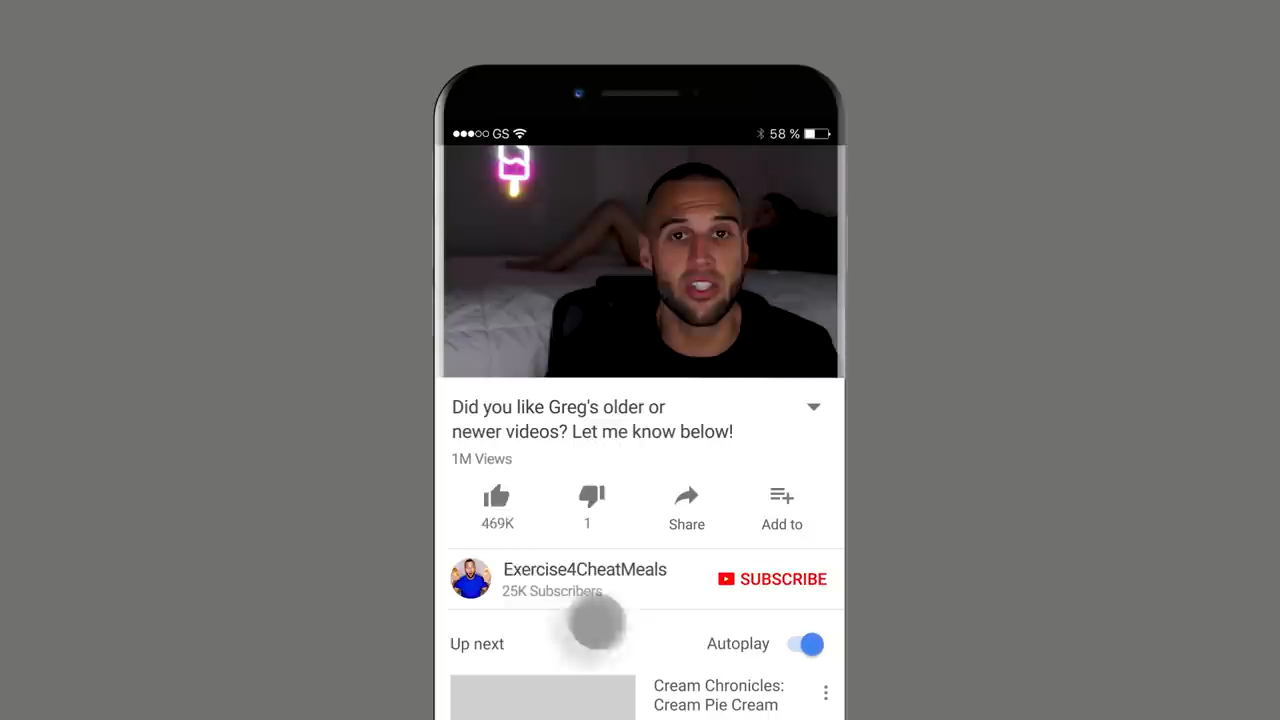 GS 58 %
Did you like Greg's older or
newer videos? Let me know below!
1M Views
469K 1 Share Add to
Exercise4CheatMeals
25K Subscribers
SUBSCRIBE
Up next Autoplay
Cream Chronicles:
Cream Pie Cream